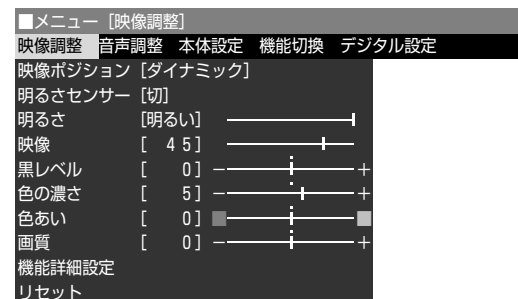 ■メニュー [映像調整]
映像調整 音声調整 本体設定 機能切換 デジタル設定
映像ポジション [ダイナミック]
明るさセンサー [切]
明るさ [明るい]
映像 [ 45]
黒レベル [ 0] - +
色の濃さ [ 5] - +
色あい [ 0]
画質 [ 0] - +
機能詳細設定
リセット